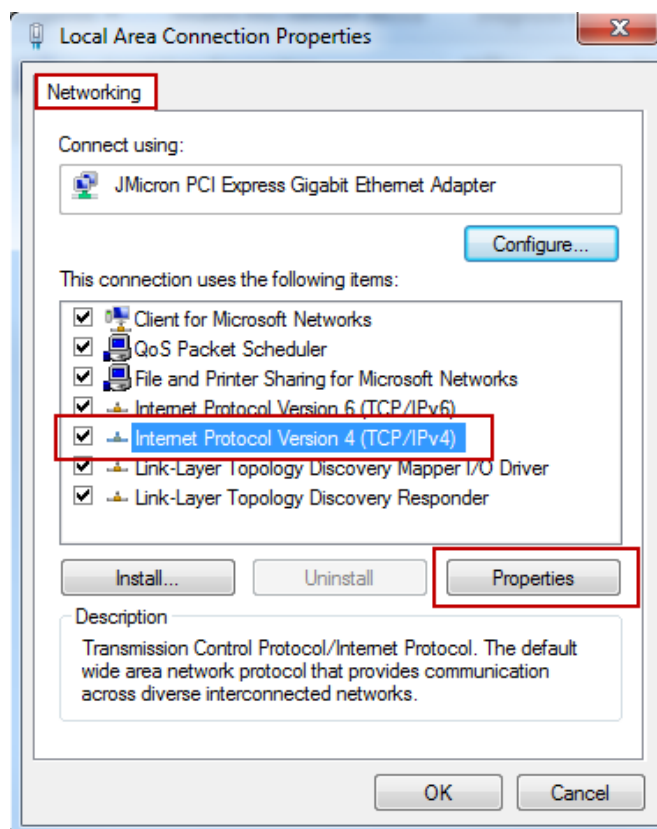 Local Area Connection Properties
Networking
Connect using:
JMicron PCI Express Gigabit Ethernet Adapter
Configure...
This connection uses the following items:
Client for Microsoft Networks
QoS Packet Scheduler
File and Printer Sharing for Microsoft Networks
Internet Protocol Version 6 (TCP/IPv6)
Internet Protocol Version 4 (TCP/IPv4)
Link-Layer Topology Discovery Mapper I/O Driver
Link-Layer Topology Discovery Responder
Install... Uninstall Properties
Description
Transmission Control Protocol/Internet Protocol. The default
wide area network protocol that provides communication
across diverse interconnected networks.
OK Cancel